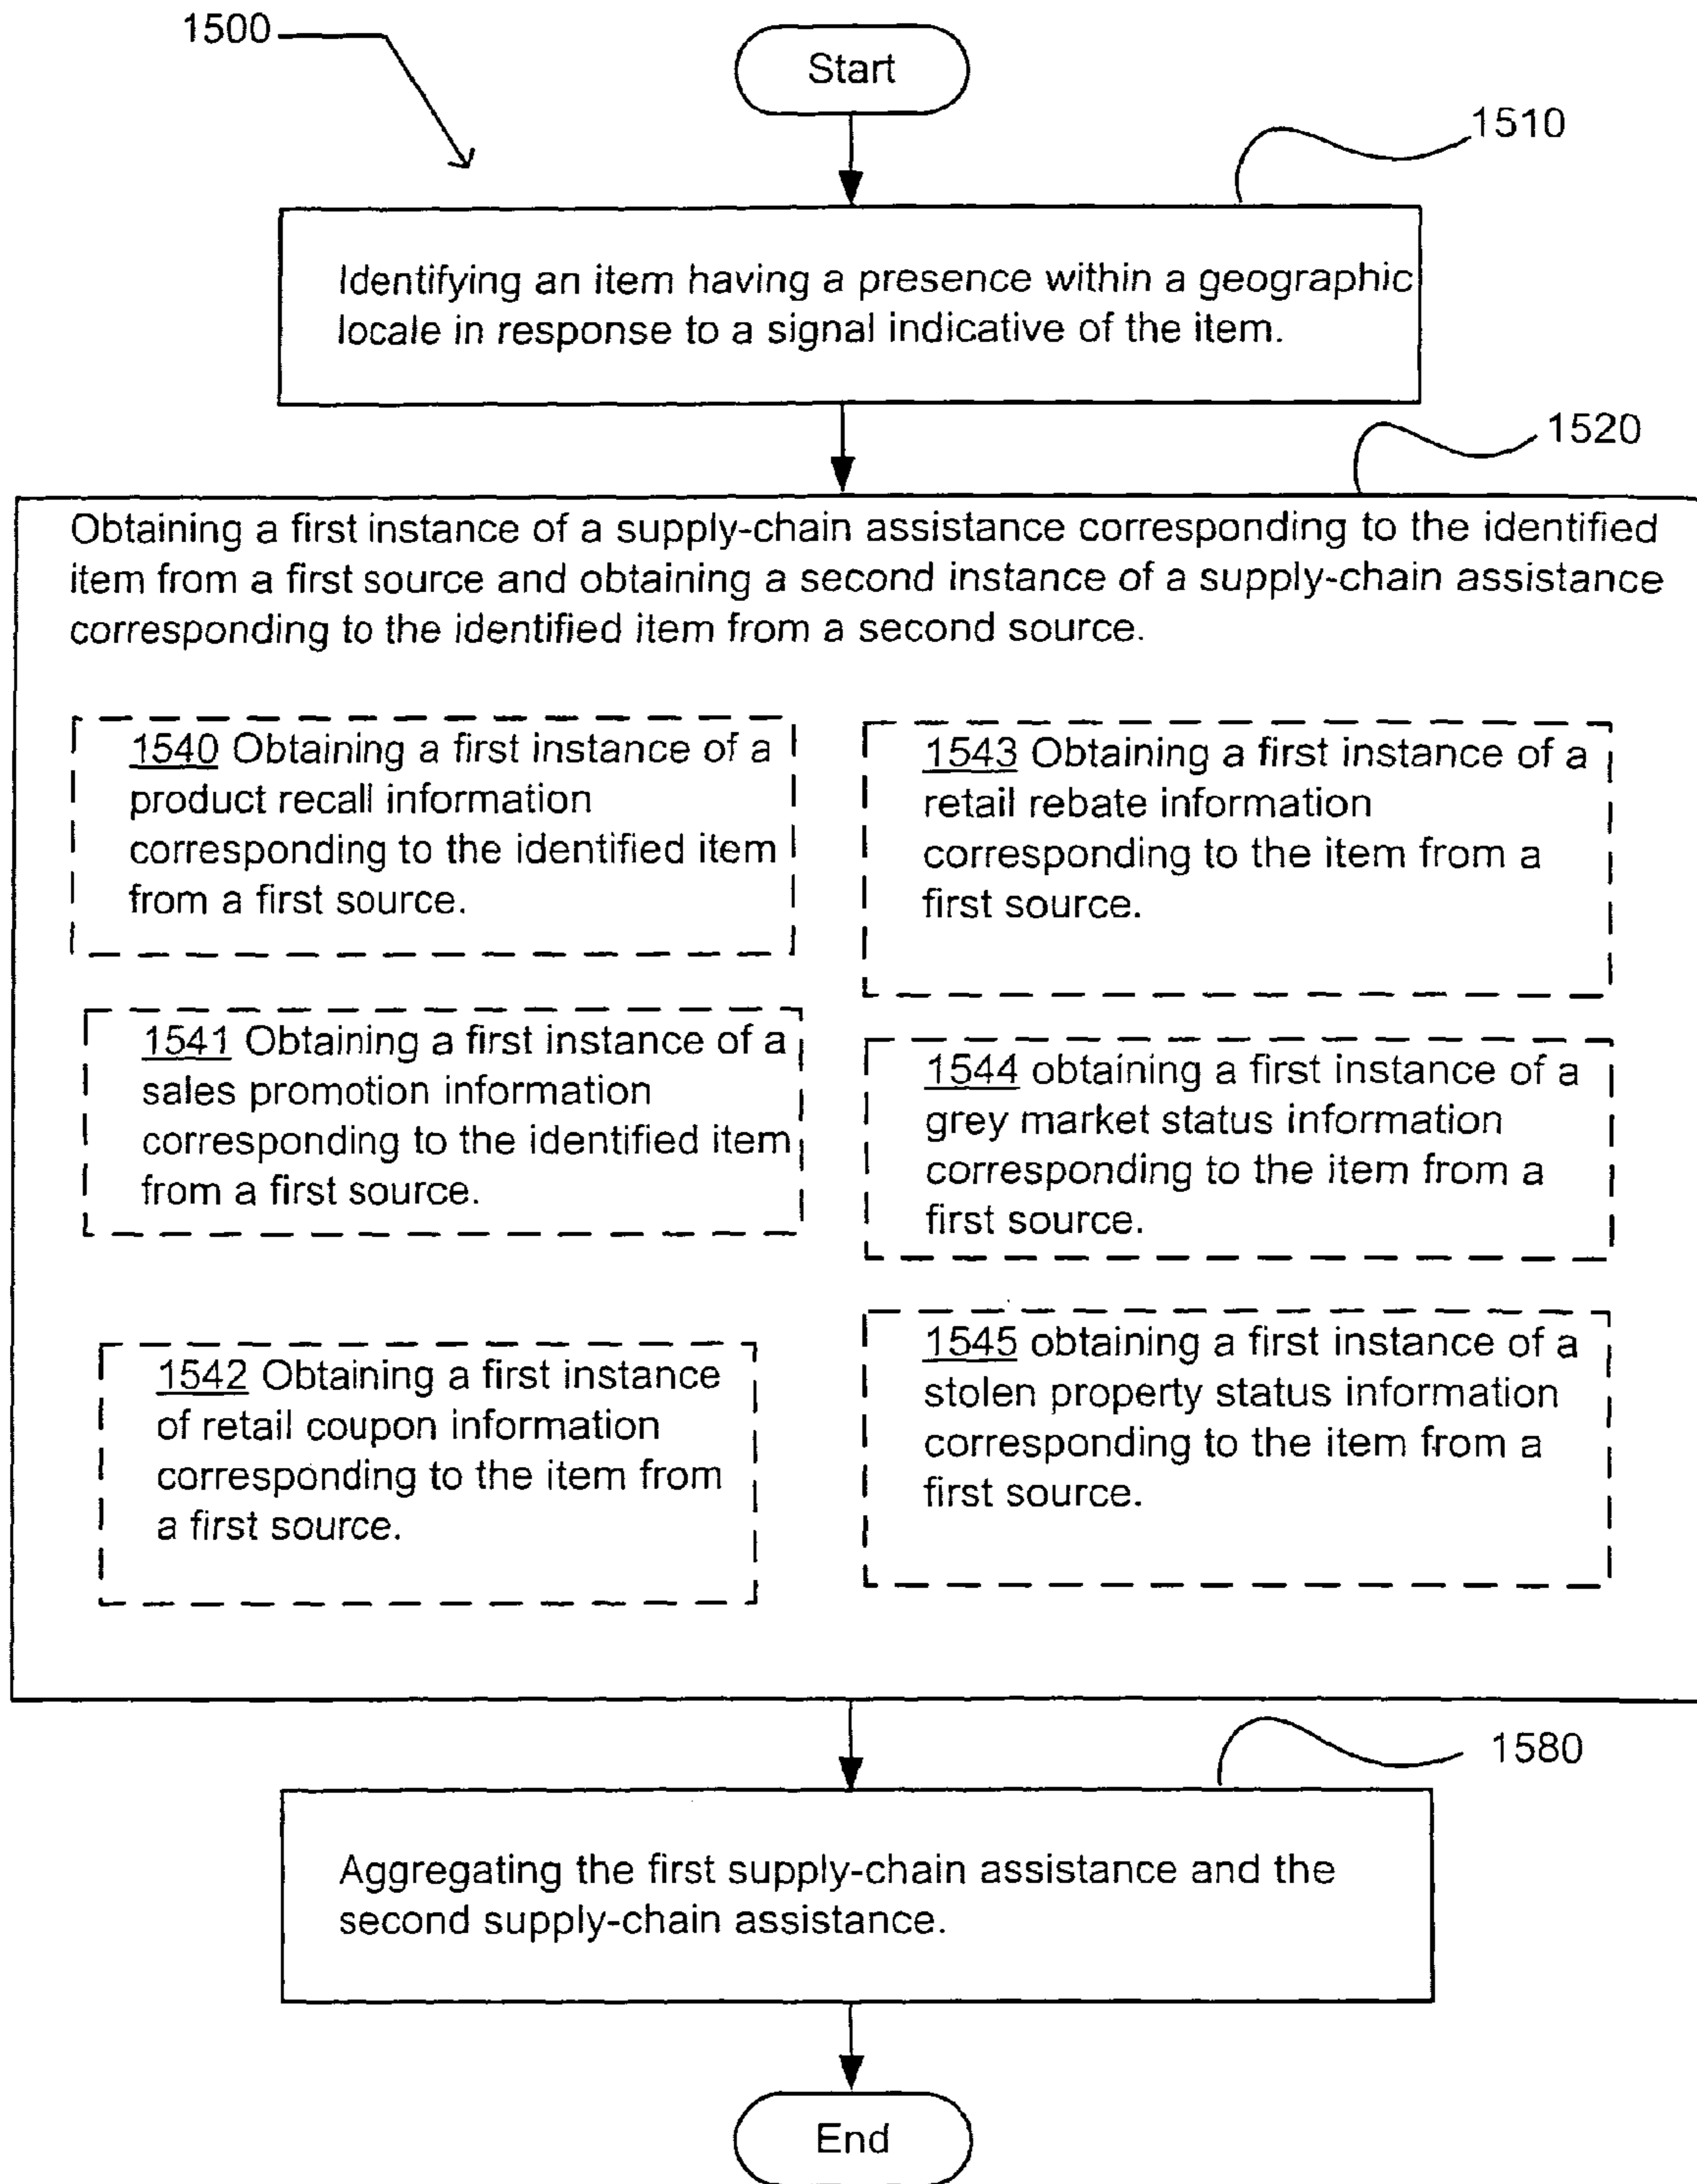 1500
Start
1510
Identifying an item having a presence within a geographic
locale in response to a signal indicative of the item.
1520
Obtaining a first instance of a supply-chain assistance corresponding to the identified
item from a first source and obtaining a second instance of a supply-chain assistance
corresponding to the identified item from a second source.
1540 Obtaining a first instance of a
product recall information
corresponding to the identified item
from a first source.
1541 Obtaining a first instance of a
sales promotion information
corresponding to the identified item
from a first source.
1542 Obtaining a first instance
of retail coupon information
corresponding to the item from
a first source.
1543 Obtaining a first instance of a
retail rebate information
corresponding to the item from a
first source.
1544 obtaining a first instance of a
grey market status information
corresponding to the item from a
first source.
1545 obtaining a first instance of a
stolen property status information
corresponding to the item from a
first source.
1580
Aggregating the first supply-chain assistance and the
second supply-chain assistance.
End